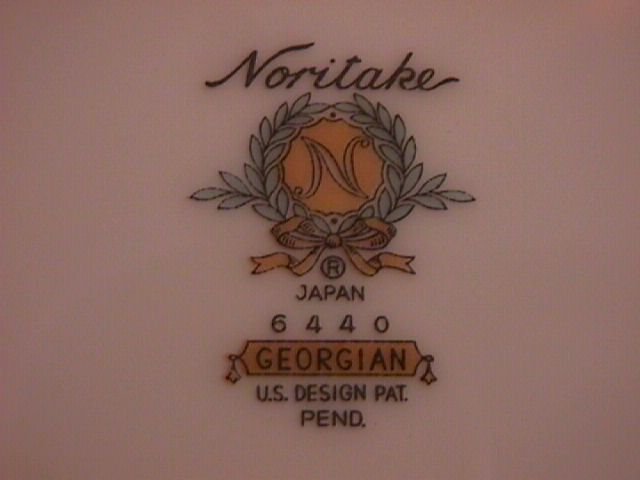 Noritake
N
®
JAPAN
6440
GEORGIAN
U.S. DESIGN PAT.
PEND.